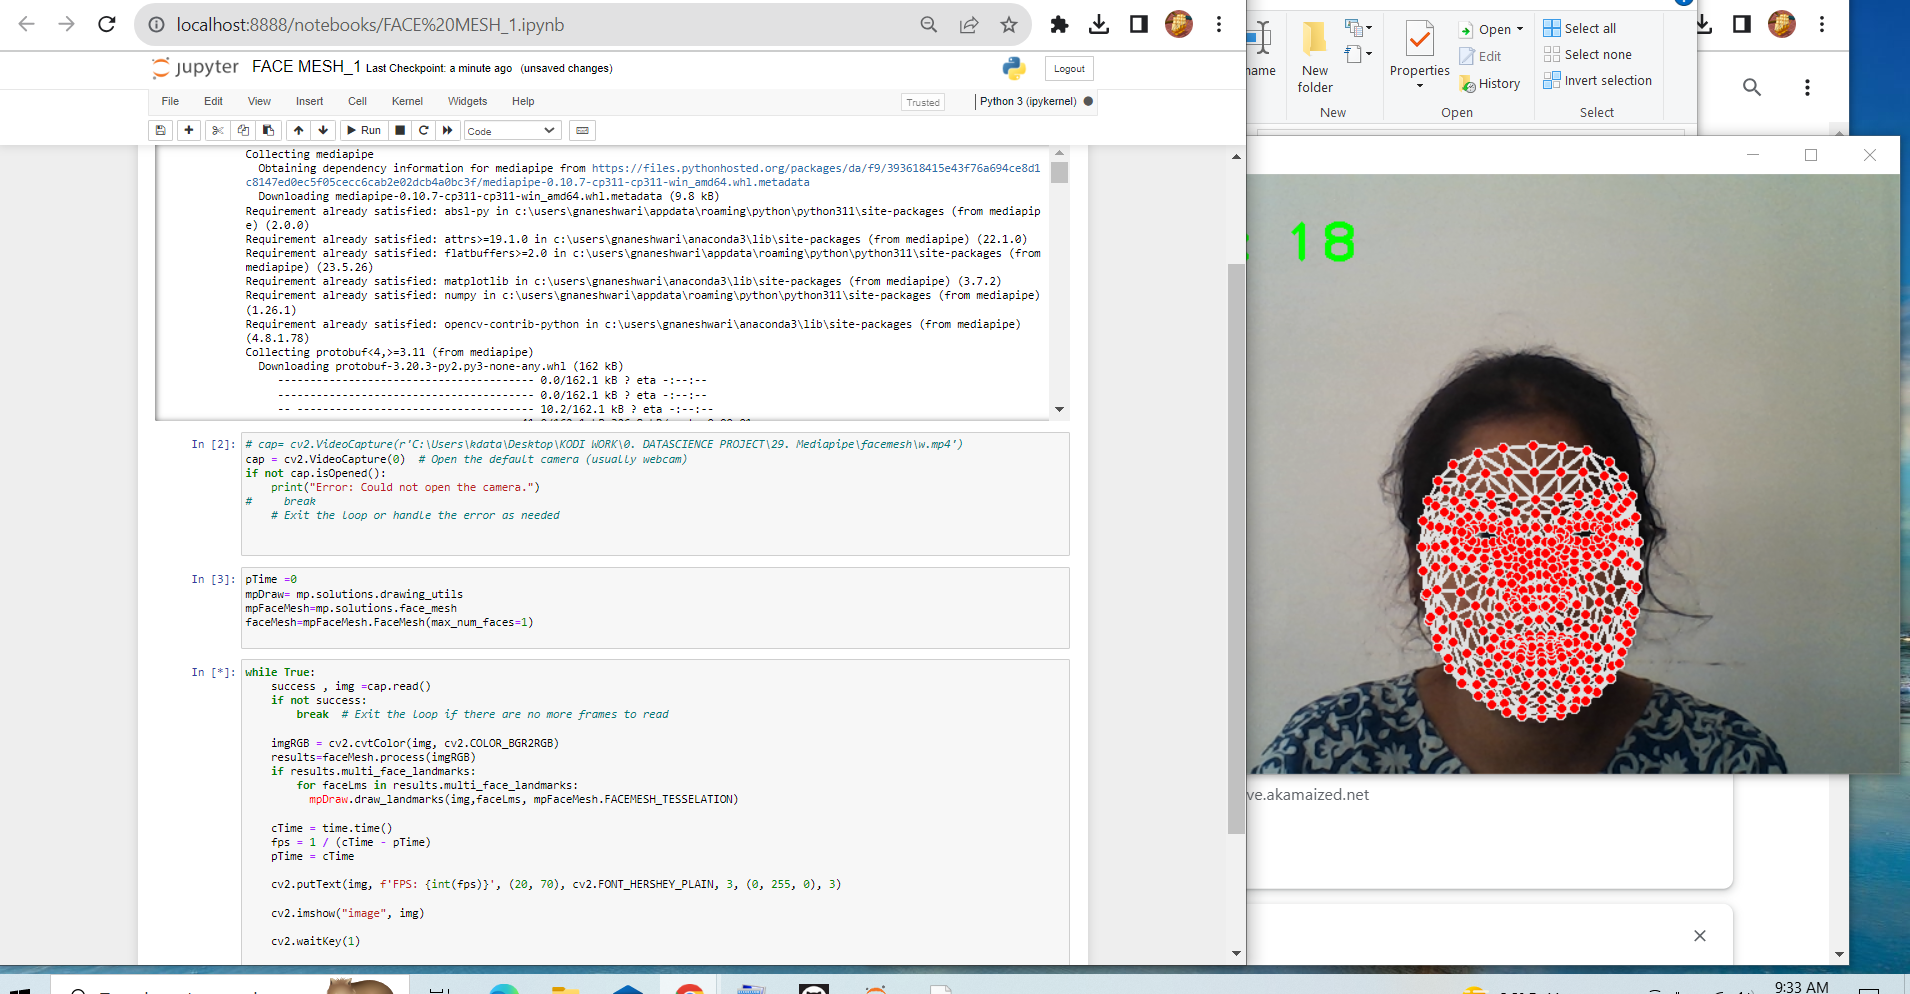 localhost:8888/notebooks/FACE%20MESH_1.ipynb
jupyter FACE MESH_1 Last Checkpoint: a minute ago (unsaved changes)
Logout
File Edit View Insert Cell Kernel Widgets Help
Trusted
Python 3 (ipykernel)
Run
Code
Collecting mediapipe
Obtaining dependency information for mediapipe from https://files.pythonhosted.org/packages/da/f9/393618415e43f76a694ce8d1
c8147ed0ec5f05cecc6cab2e02dcb4a0bc3f/mediapipe-0.10.7-cp311-cp311-win_amd64.whl.metadata
Downloading mediapipe-0.10.7-cp311-cp311-win_amd64.whl.metadata (9.8 kB)
Requirement already satisfied: absl-py in c:\users\gnaneshwari\appdata\roaming\python\python311\site-packages (from mediapip
e) (2.0.0)
Requirement already satisfied: attrs>=19.1.0 in c:\users\gnaneshwari\anaconda3\lib\site-packages (from mediapipe) (22.1.0)
Requirement already satisfied: flatbuffers>=2.0 in c:\users\gnaneshwari\appdata\roaming\python\python311\site-packages (from
mediapipe) (23.5.26)
Requirement already satisfied: matplotlib in c:\users\gnaneshwari\anaconda3\lib\site-packages (from mediapipe) (3.7.2)
Requirement already satisfied: numpy in c:\users\gnaneshwari\appdata\roaming\python\python311\site-packages (from mediapipe)
(1.26.1)
Requirement already satisfied: opencv-contrib-python in c:\users\gnaneshwari\anaconda3\lib\site-packages (from mediapipe)
(4.8.1.78)
Collecting protobuf<4,>=3.11 (from mediapipe)
Downloading protobuf-3.20.3-py2.py3-none-any.whl (162 kB)
---------------------------------------- 0.0/162.1 kB ? eta -:--:--
---------------------------------------- 0.0/162.1 kB ? eta -:--:--
-- ------------------------------------- 10.2/162.1 kB ? eta -:--:--
In [2]:
# cap= cv2.VideoCapture(r'C:\Users\kdata\Desktop\KODI WORK\0. DATASCIENCE PROJECT\29. Mediapipe\facemesh\w.mp4')
cap = cv2.VideoCapture(0)  # Open the default camera (usually webcam)
if not cap.isOpened():
print("Error: Could not open the camera.")
#     break
# Exit the loop or handle the error as needed
In [3]:
pTime =0
mpDraw= mp.solutions.drawing_utils
mpFaceMesh=mp.solutions.face_mesh
faceMesh=mpFaceMesh.FaceMesh(max_num_faces=1)
In [*]:
while True:
success , img =cap.read()
if not success:
break  # Exit the loop if there are no more frames to read
imgRGB = cv2.cvtColor(img, cv2.COLOR_BGR2RGB)
results=faceMesh.process(imgRGB)
if results.multi_face_landmarks:
for faceLms in results.multi_face_landmarks:
mpDraw.draw_landmarks(img,faceLms, mpFaceMesh.FACEMESH_TESSELATION)
cTime = time.time()
fps = 1 / (cTime - pTime)
pTime = cTime
cv2.putText(img, f'FPS: {int(fps)}', (20, 70), cv2.FONT_HERSHEY_PLAIN, 3, (0, 255, 0), 3)
cv2.imshow("image", img)
cv2.waitKey(1)
name
New
folder
New
Properties
Open
Edit
History
Open
Select all
Select none
Invert selection
Select
: 18
ve.akamaized.net
9:33 AM